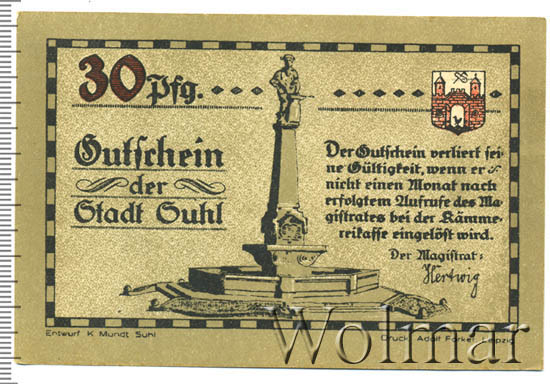 30 Pfg.
Gutschein
der
Stadt Suhl
Der Gutschein verliert sei=
ne Gültigkeit, wenn er
nicht einen Monat nach
erfolgtem Aufrufe des Ma=
gistrates bei der Kämme=
reikasse eingelöst wird.
Der Magistrat:
Hertwig
Entwurf K. Mundt Suhl
Druck: Adolf Forker, Leipzig
Wolmar